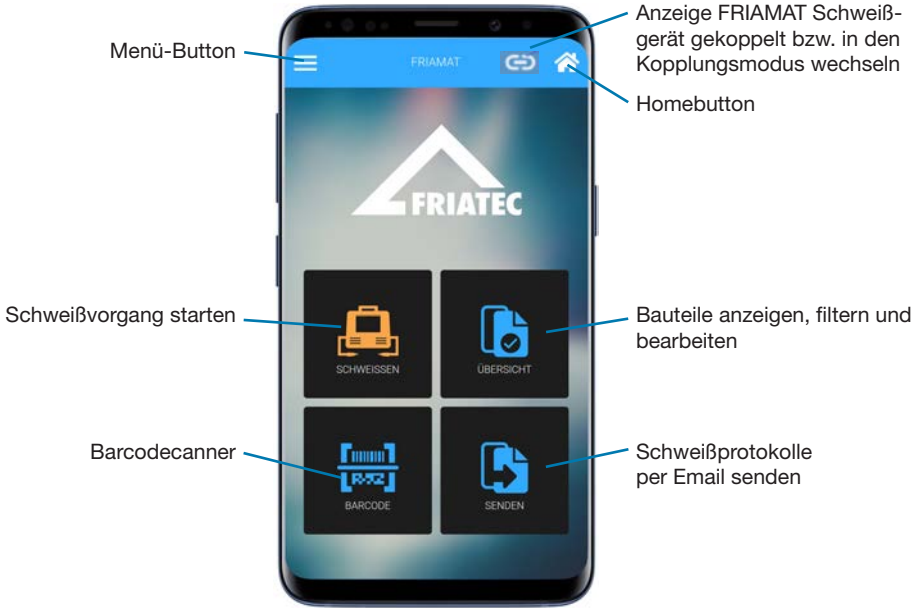 Menü-Button
Anzeige FRIAMAT Schweiß-
gerät gekoppelt bzw. in den
Kopplungsmodus wechseln
Homebutton
FRIAMAT
FRIATEC
Schweißvorgang starten
SCHWEISSEN
ÜBERSICHT
Bauteile anzeigen, filtern und
bearbeiten
Barcodecanner
BARCODE
SENDEN
Schweißprotokolle
per Email senden